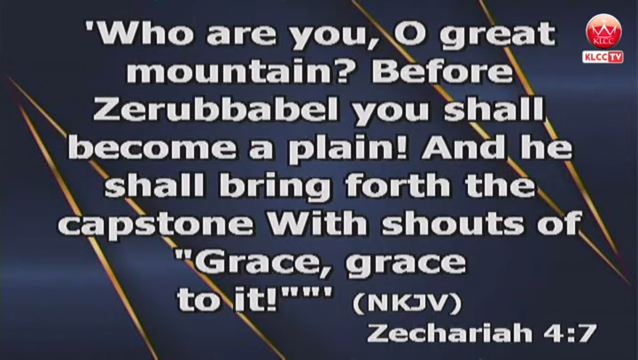 'Who are you, O great
mountain? Before
Zerubbabel you shall
become a plain! And he
shall bring forth the
capstone With shouts of
"Grace, grace
to it!""' (NKJV)
Zechariah 4:7
KLCC
KLCC TV